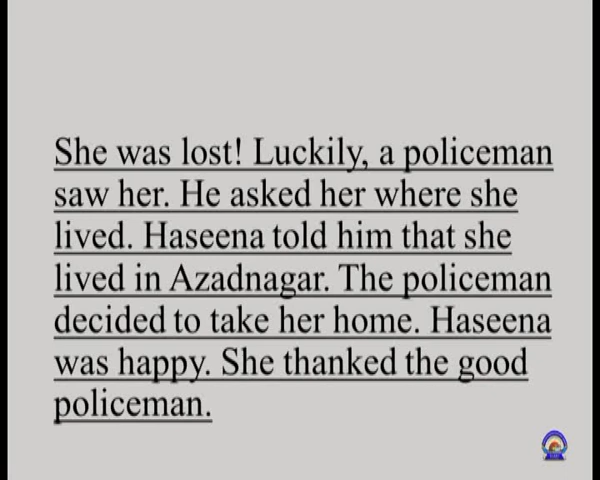 She was lost! Luckily, a policeman
saw her. He asked her where she
lived. Haseena told him that she
lived in Azadnagar. The policeman
decided to take her home. Haseena
was happy. She thanked the good
policeman.